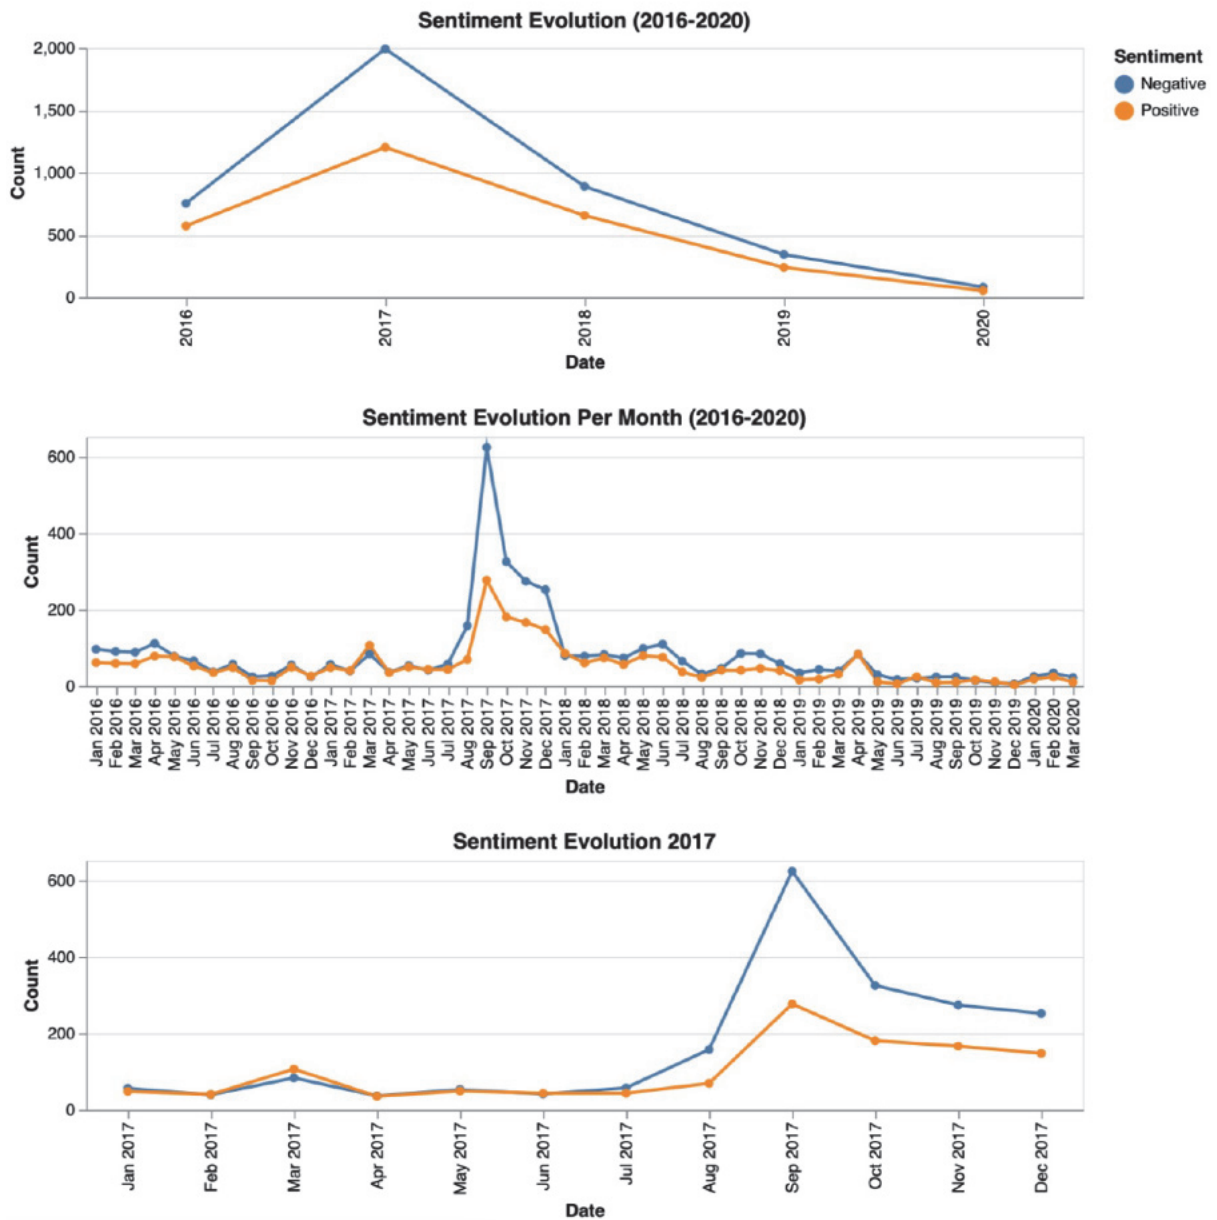 Sentiment Evolution (2016-2020)
2,000
1,500
1,000
500
0
Count
2016
2017
2018
2019
2020
Date
Sentiment
Negative
Positive
Sentiment Evolution Per Month (2016-2020)
600
400
200
0
Count
Jan 2016
Feb 2016
Mar 2016
Apr 2016
May 2016
Jun 2016
Jul 2016
Aug 2016
Sep 2016
Oct 2016
Nov 2016
Dec 2016
Jan 2017
Feb 2017
Mar 2017
Apr 2017
May 2017
Jun 2017
Jul 2017
Aug 2017
Sep 2017
Oct 2017
Nov 2017
Dec 2017
Jan 2018
Feb 2018
Mar 2018
Apr 2018
May 2018
Jun 2018
Jul 2018
Aug 2018
Sep 2018
Oct 2018
Nov 2018
Dec 2018
Jan 2019
Feb 2019
Mar 2019
Apr 2019
May 2019
Jun 2019
Jul 2019
Aug 2019
Sep 2019
Oct 2019
Nov 2019
Dec 2019
Jan 2020
Feb 2020
Mar 2020
Date
Sentiment Evolution 2017
600
400
200
0
Count
Jan 2017
Feb 2017
Mar 2017
Apr 2017
May 2017
Jun 2017
Jul 2017
Aug 2017
Sep 2017
Oct 2017
Nov 2017
Dec 2017
Date